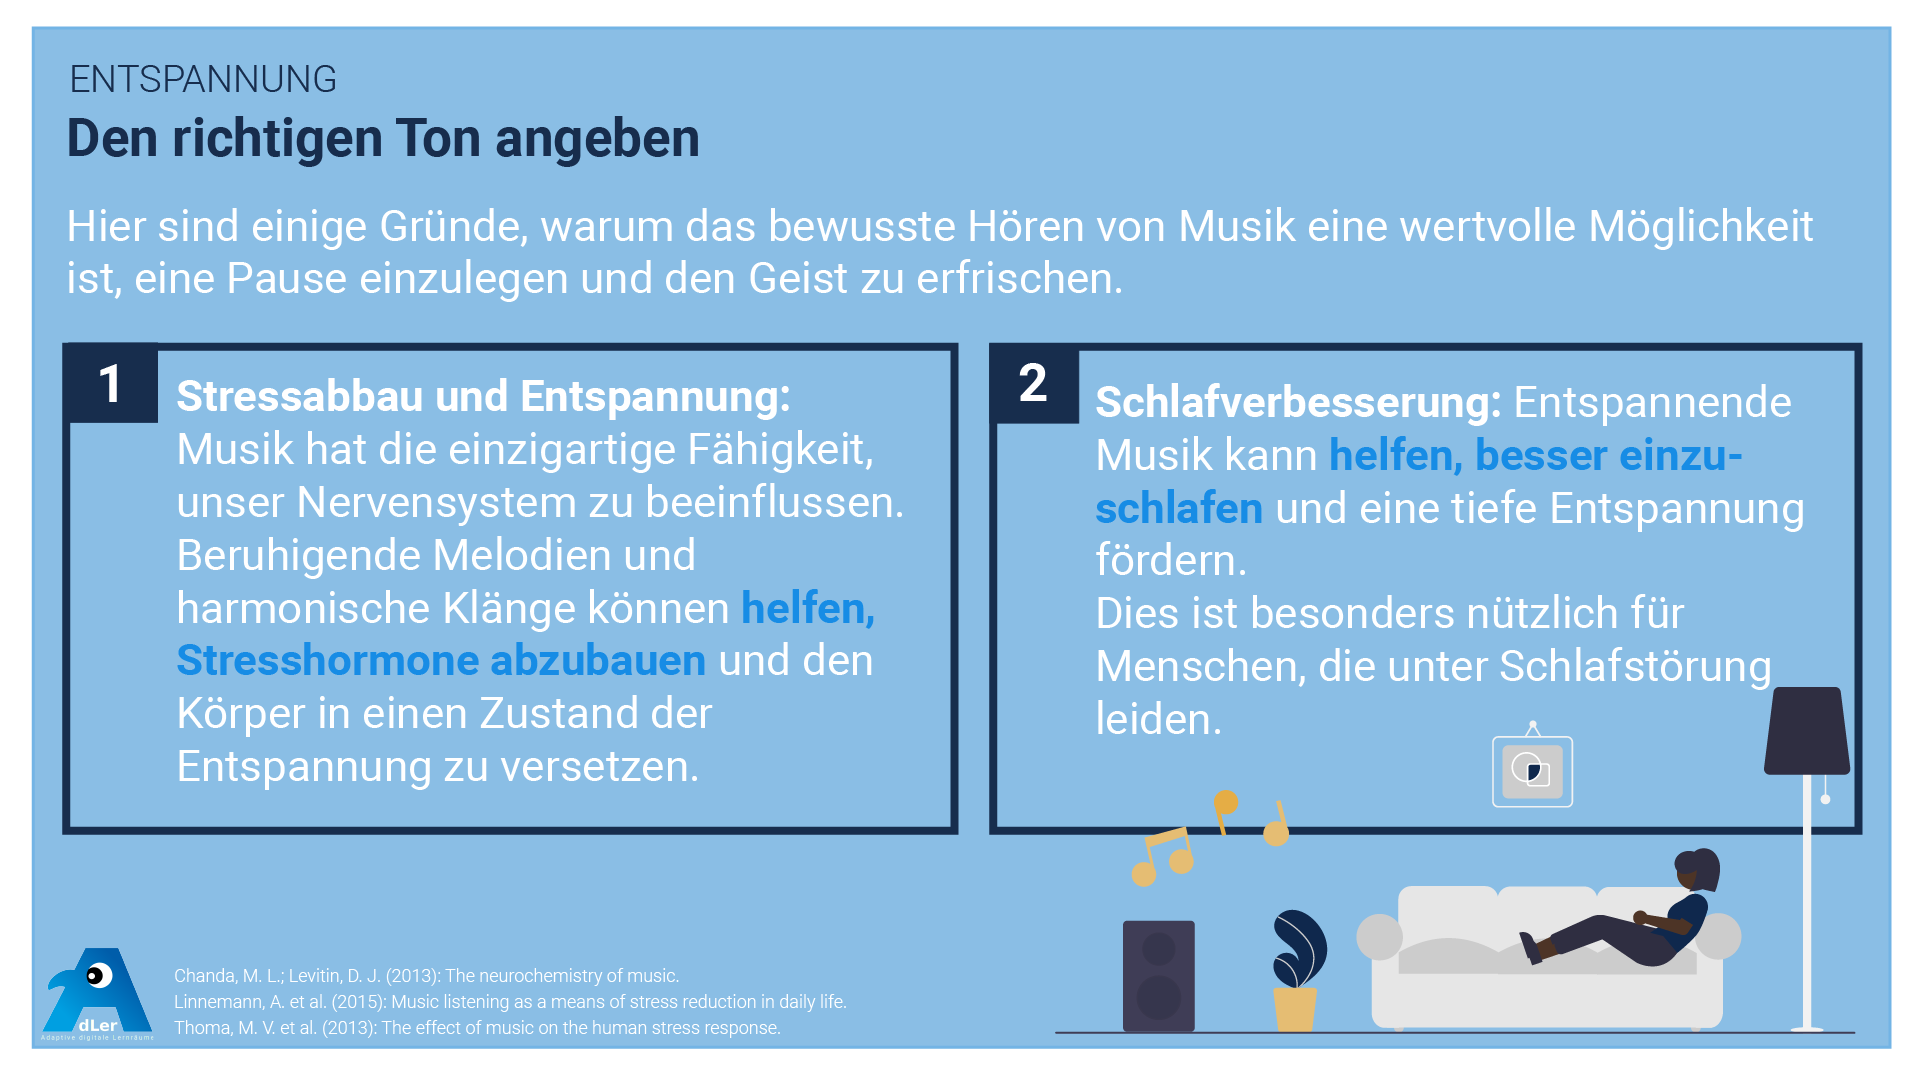 ENTSPANNUNG
Den richtigen Ton angeben
Hier sind einige Gründe, warum das bewusste Hören von Musik eine wertvolle Möglichkeit
ist, eine Pause einzulegen und den Geist zu erfrischen.
1
Stressabbau und Entspannung:
Musik hat die einzigartige Fähigkeit,
unser Nervensystem zu beeinflussen.
Beruhigende Melodien und
harmonische Klänge können helfen,
Stresshormone abzubauen und den
Körper in einen Zustand der
Entspannung zu versetzen.
2
Schlafverbesserung: Entspannende
Musik kann helfen, besser einzu-
schlafen und eine tiefe Entspannung
fördern.
Dies ist besonders nützlich für
Menschen, die unter Schlafstörung
leiden.
dLer
Adaptive digitale Lernräume
Chanda, M. L.; Levitin, D. J. (2013): The neurochemistry of music.
Linnemann, A. et al. (2015): Music listening as a means of stress reduction in daily life.
Thoma, M. V. et al. (2013): The effect of music on the human stress response.